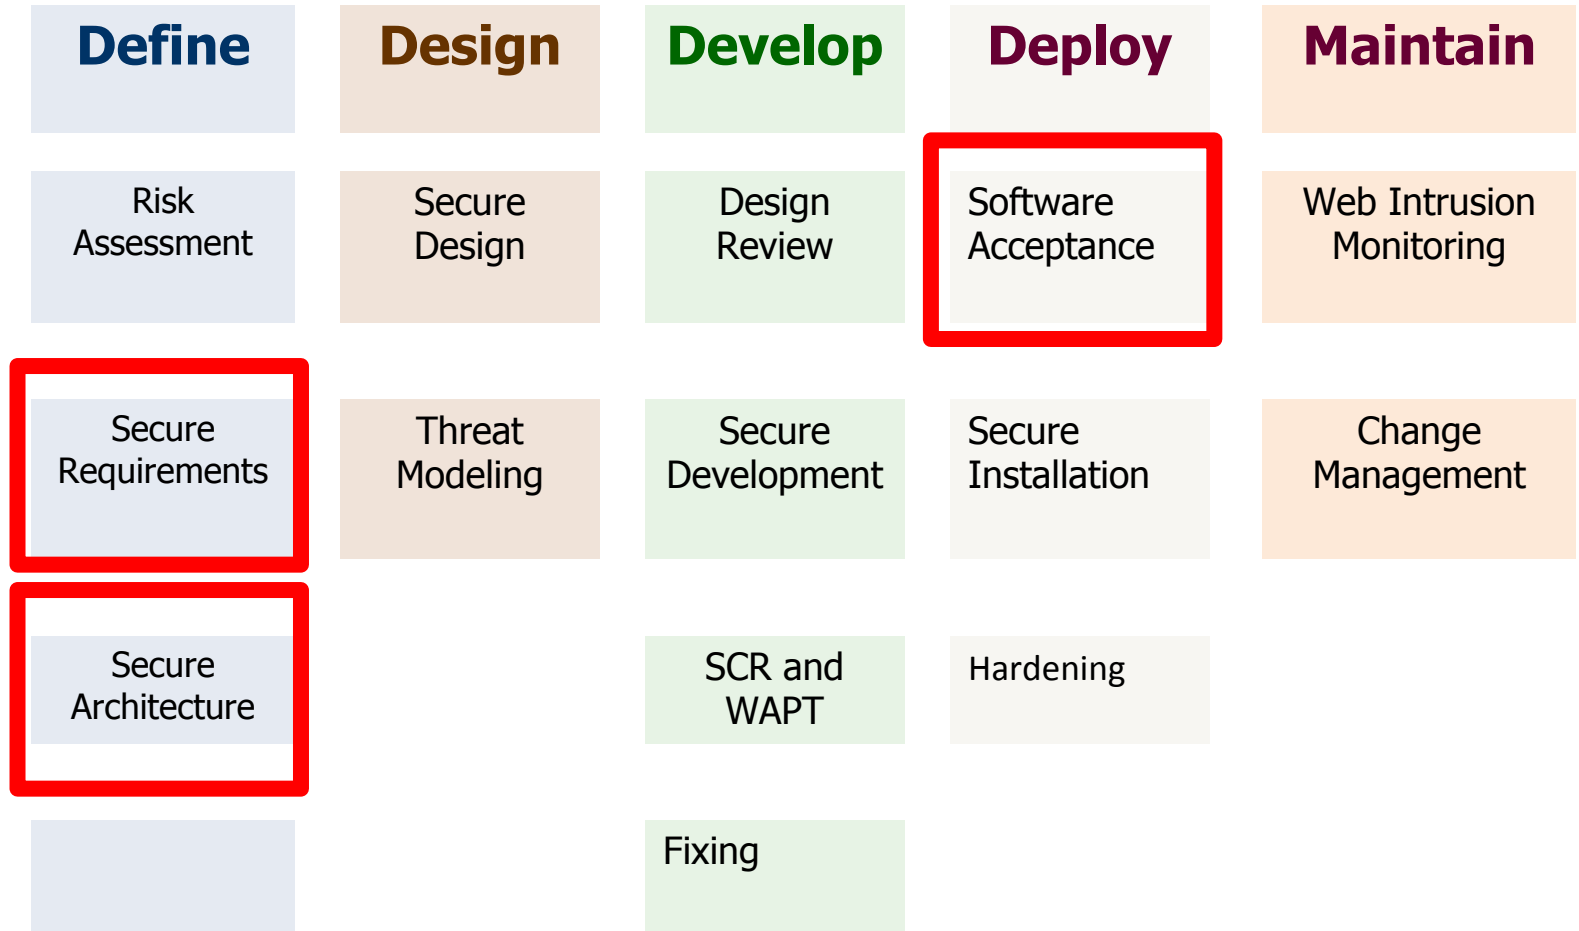 Define
Design
Develop
Deploy
Maintain
Risk
Assessment
Secure
Design
Design
Review
Software
Acceptance
Web Intrusion
Monitoring
Secure
Requirements
Threat
Modeling
Secure
Development
Secure
Installation
Change
Management
Secure
Architecture
SCR and
WAPT
Hardening
Fixing